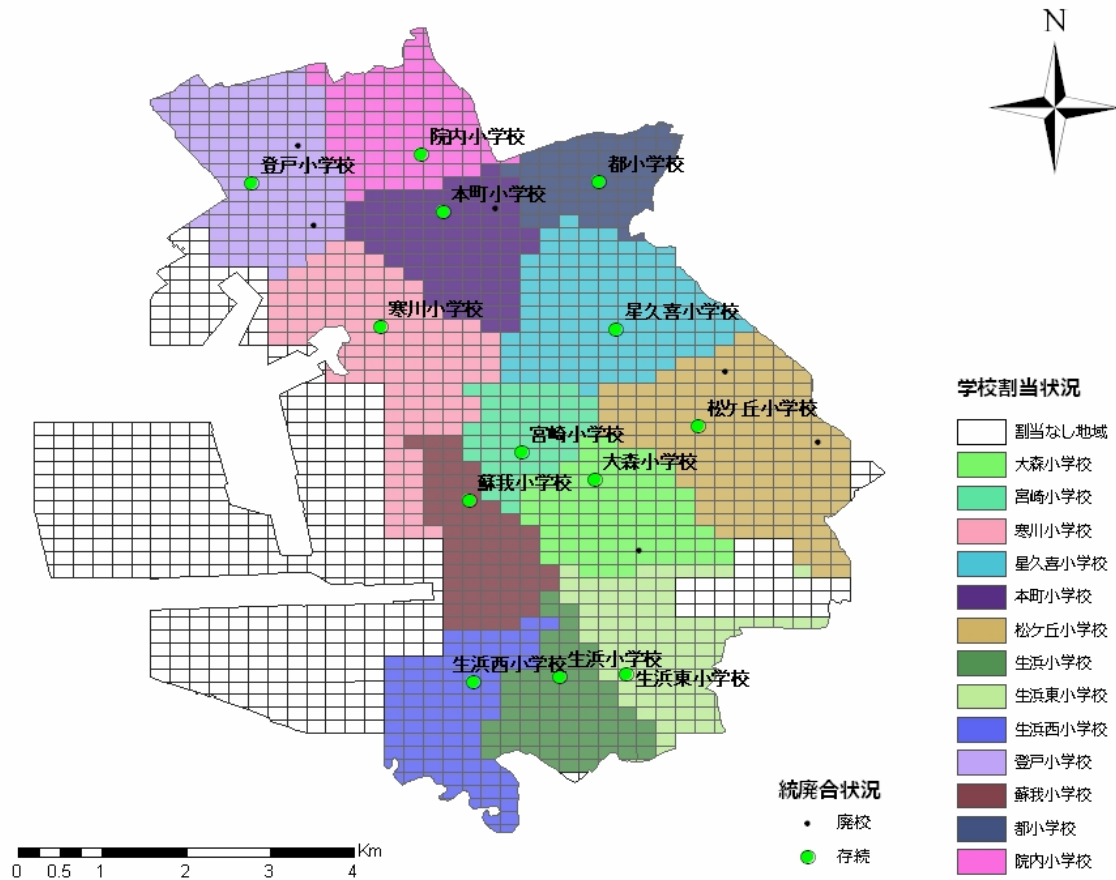 N
院内小学校
登戸小学校
都小学校
本町小学校
寒川小学校
星久喜小学校
松ケ丘小学校
宮崎小学校
大森小学校
蘇我小学校
生浜西小学校
生浜小学校
生浜東小学校
学校割当状況
割当なし地域
大森小学校
宮崎小学校
寒川小学校
星久喜小学校
本町小学校
松ケ丘小学校
生浜小学校
生浜東小学校
生浜西小学校
登戸小学校
蘇我小学校
都小学校
院内小学校
統廃合状況
廃校
存続
Km
0 0.5 1 2 3 4